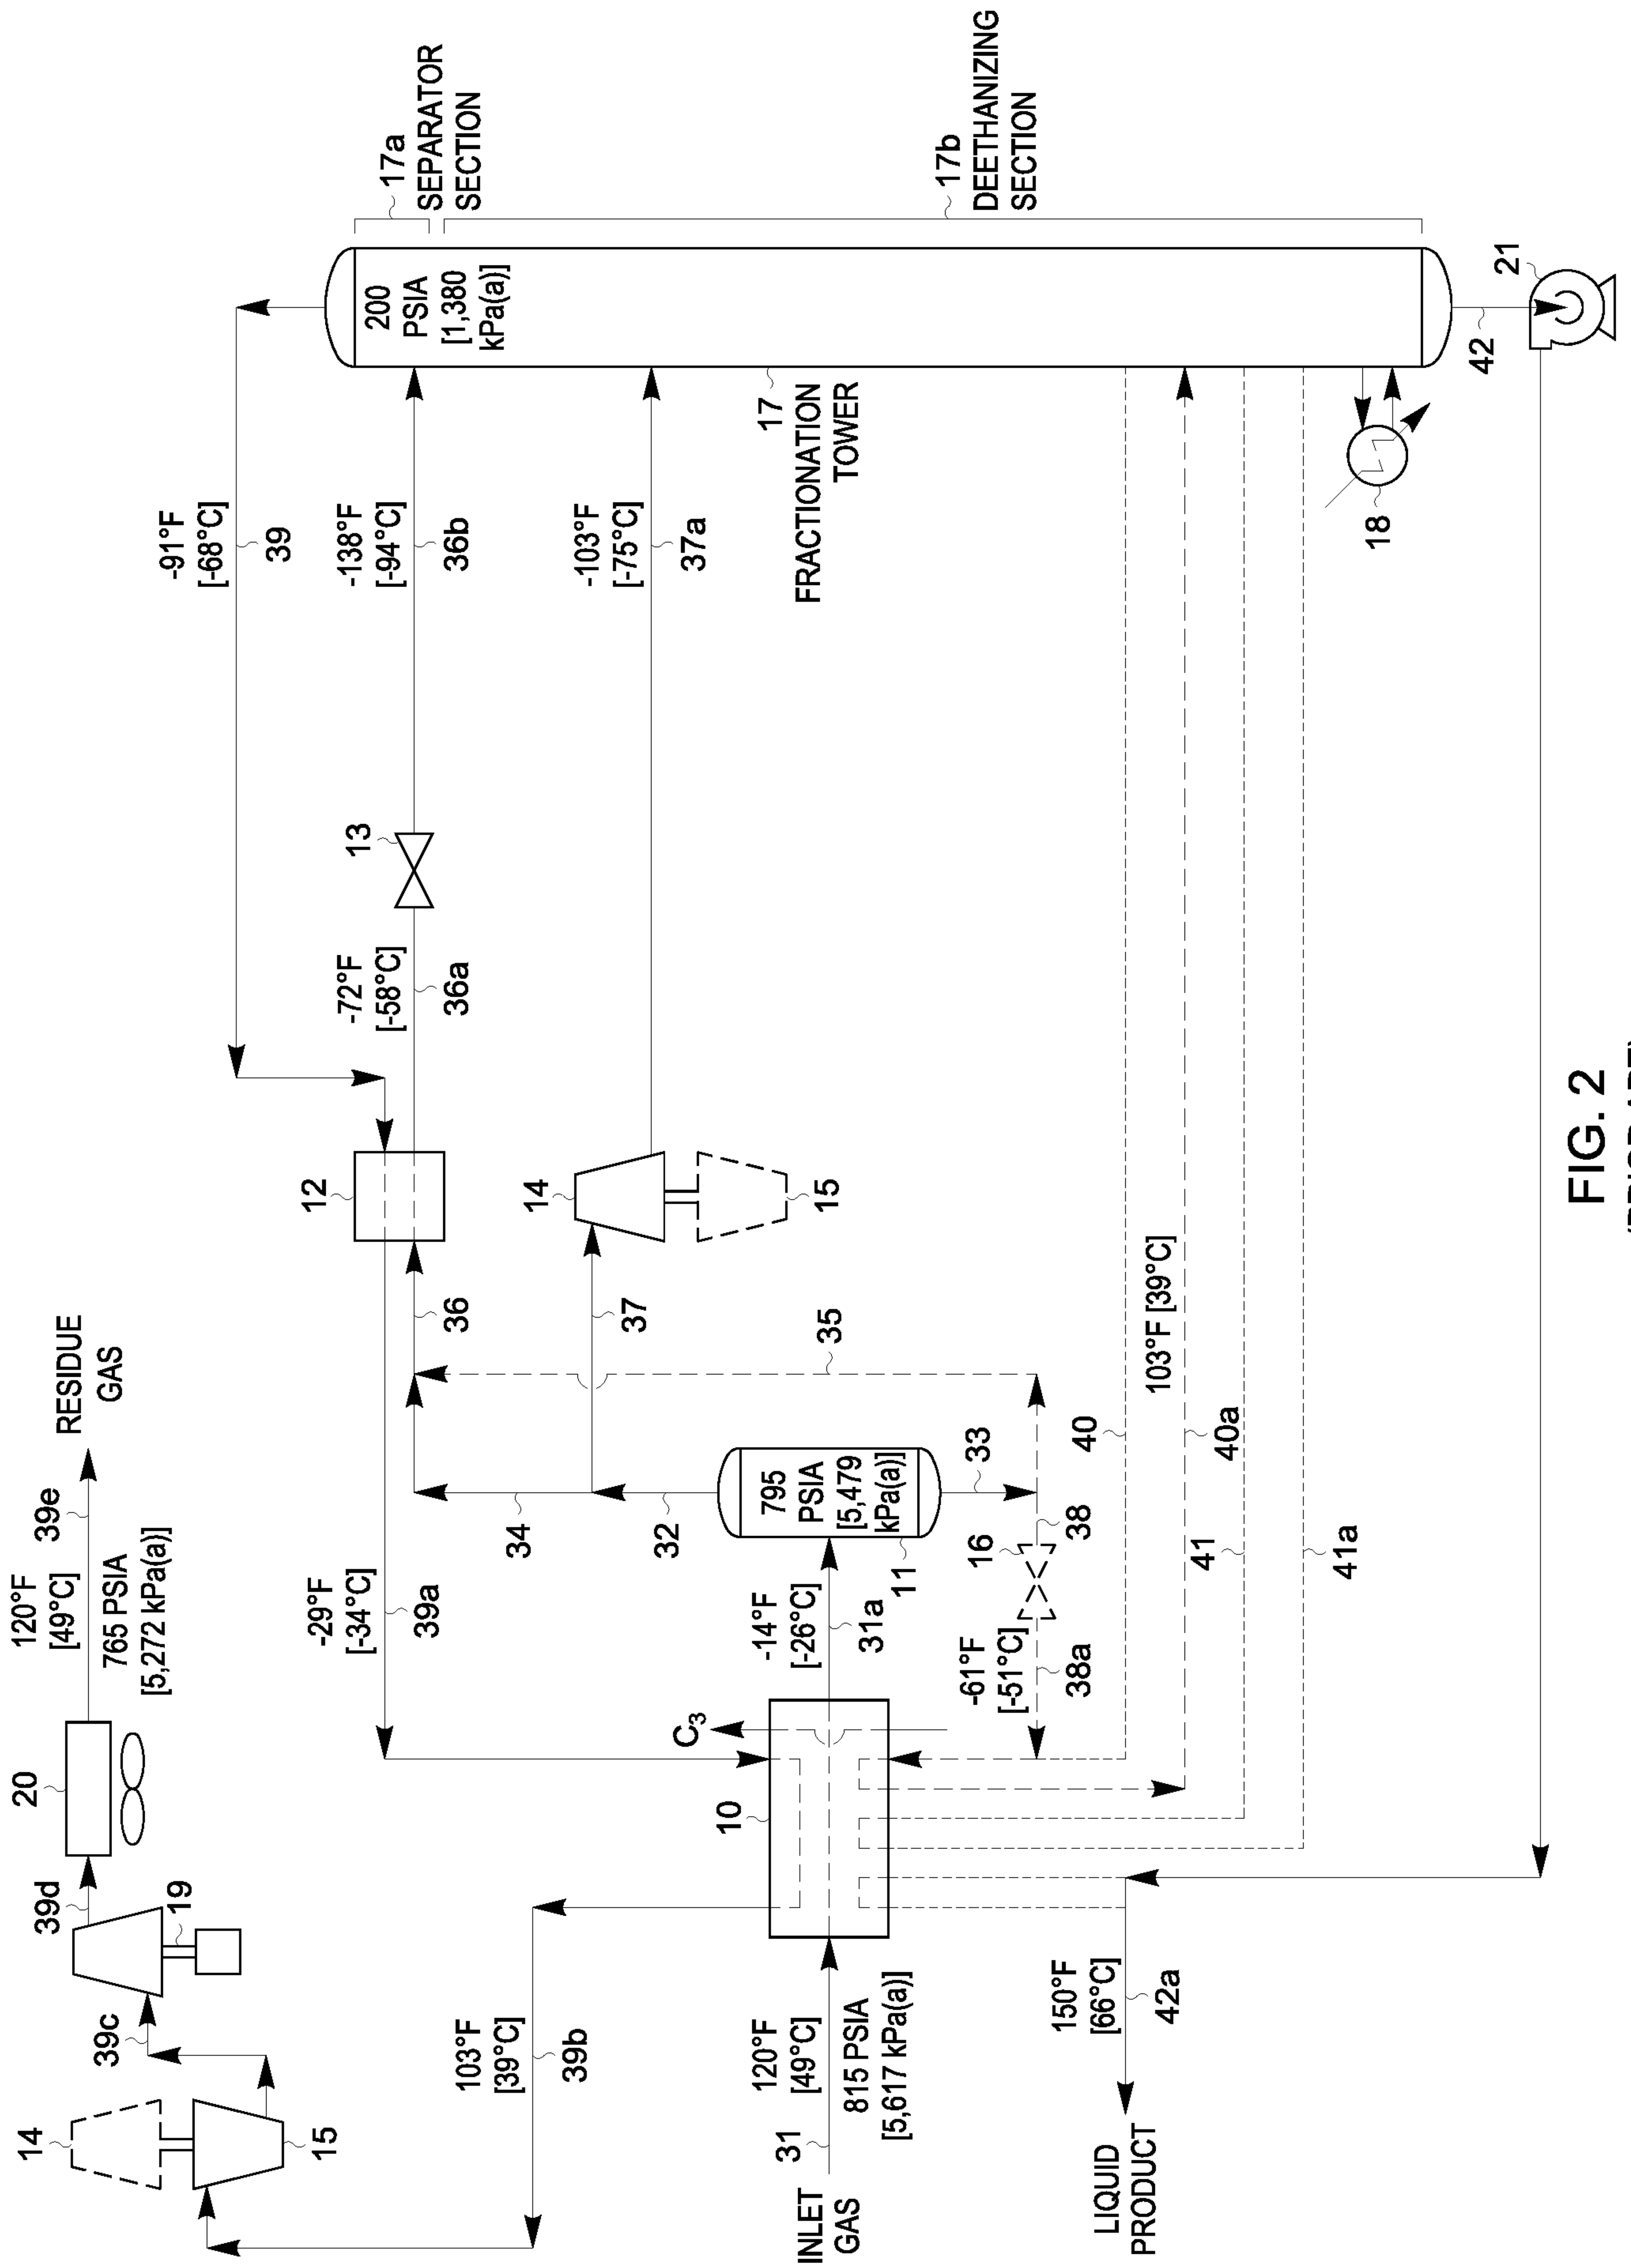 14
15
39c
39d
19
20
120°F
[49°C]
39e
765 PSIA
[5,272 kPa(a)]
RESIDUE
GAS
103°F
[39°C]
39b
-29°F
[-34°C]
39a
12
36
-72°F
[-58°C]
36a
13
-91°F
[-68°C]
39
-138°F
[-94°C]
36b
-103°F
[-75°C]
37a
200
PSIA
[1,380
kPa(a)]
17a
SEPARATOR
SECTION
17b
DEETHANIZING
SECTION
17
FRACTIONATION
TOWER
34
32
37
14
15
35
C3
10
-14°F
[-26°C]
31a
11
795
PSIA
[5,479
kPa(a)]
33
INLET
GAS
31
120°F
[49°C]
815 PSIA
[5,617 kPa(a)]
16
38
-61°F
[-51°C]
38a
40
103°F [39°C]
40a
41
41a
LIQUID
PRODUCT
150°F
[66°C]
42a
18
42
21
FIG. 2
(PRIOR ART)